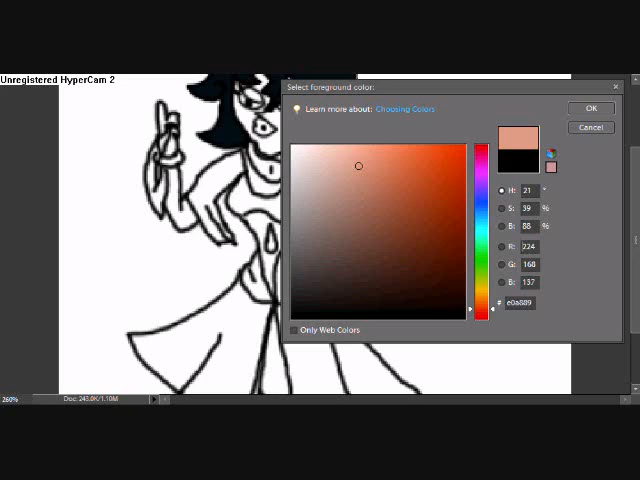 Unregistered HyperCam 2
Select foreground color:
Learn more about: Choosing Colors
OK
Cancel
H: 21 °
S: 39 %
B: 88 %
R: 224
G: 168
B: 137
# e0a889
Only Web Colors
260% Doc: 243.0K/1.10M